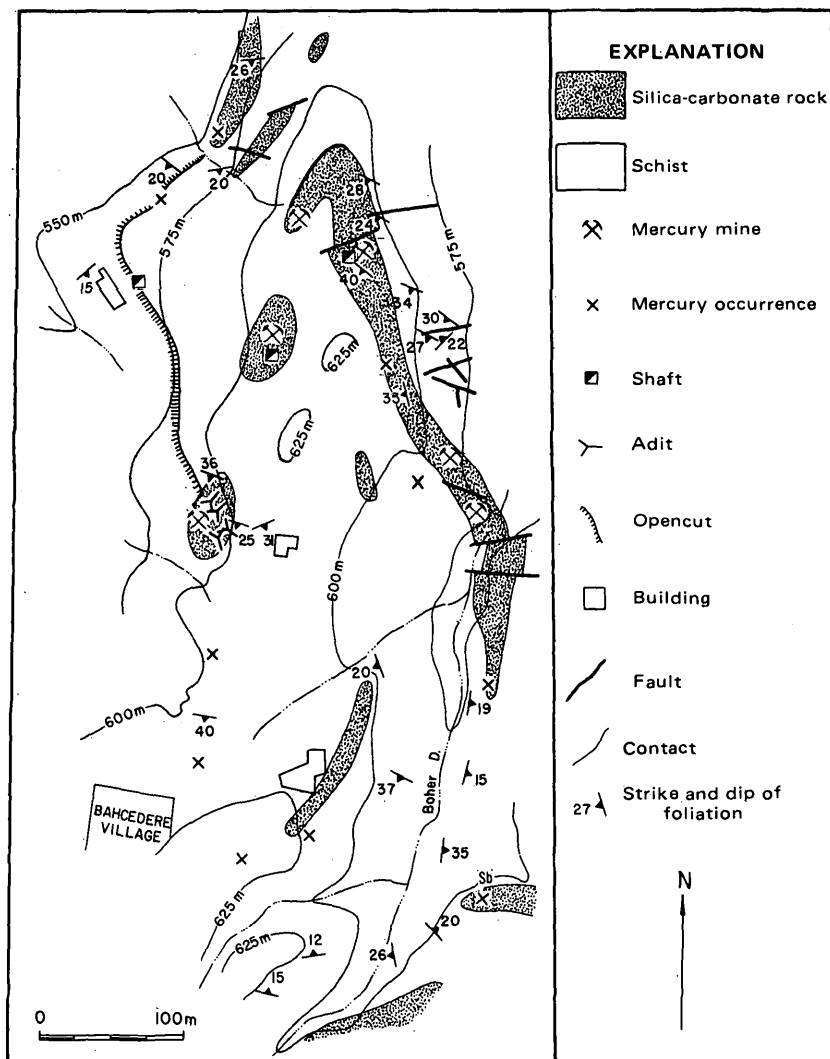 26
20
20
550m
575m
28
24
575m
15
40
34
30
27
22
625m
35
625m
36
25
31
600m
20
19
600m
40
37
Boher D.
15
BAHCEDERE
VILLAGE
35
Sb
625m
20
625m
12
26
15
0 100m
EXPLANATION
Silica-carbonate rock
Schist
Mercury mine
Mercury occurrence
Shaft
Adit
Opencut
Building
Fault
Contact
27 Strike and dip of
foliation
N